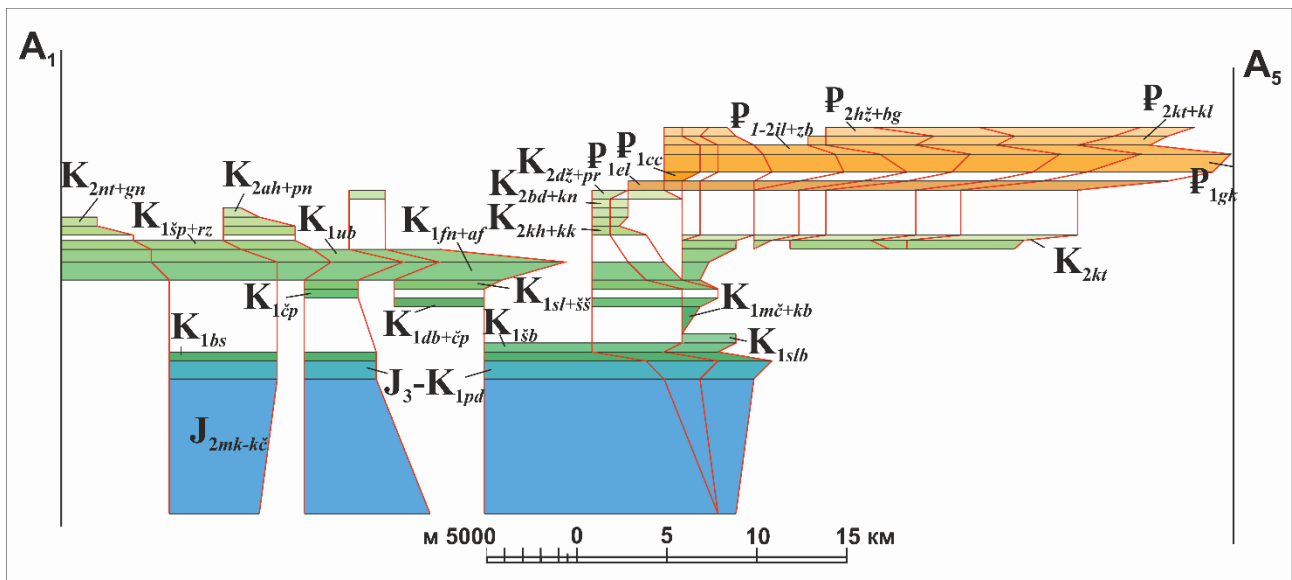 A₁
A₅
₽2hž+bg
₽2kt+kl
₽1-2il+zb
₽1cc
₽1el
K2dž+pr
K2nt+gn
K2ah+pn
K2bd+kn
₽1gk
K1šp+rz
K1ub
K1fn+af
K2kh+kk
K2kt
K1čp
K1sl+šš
K1mč+kb
K1db+čp
K1šb
K1bs
K1slb
J3-K1pd
J2mk-kč
м 5000 0 5 10 15 км